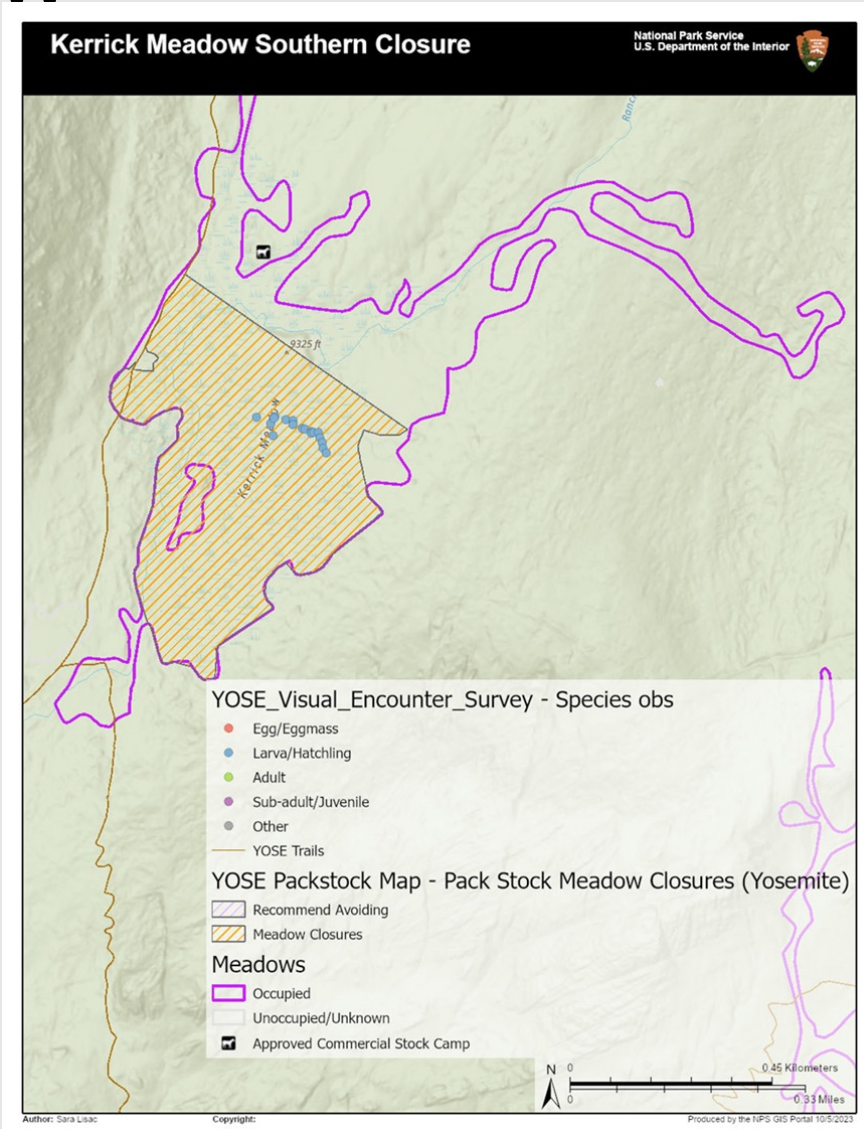 Kerrick Meadow Southern Closure
National Park Service
U.S. Department of the Interior
9325 ft
YOSE_Visual_Encounter_Survey - Species obs
Egg/Eggmass
Larva/Hatchling
Adult
Sub-adult/Juvenile
Other
YOSE Trails
YOSE Packstock Map - Pack Stock Meadow Closures (Yosemite)
Recommend Avoiding
Meadow Closures
Meadows
Occupied
Unoccupied/Unknown
Approved Commercial Stock Camp
N
0
0.45 Kilometers
0
0.33 Miles
Author: Sara Lisac
Copyright:
Produced by the NPS GIS Portal 10/5/2023